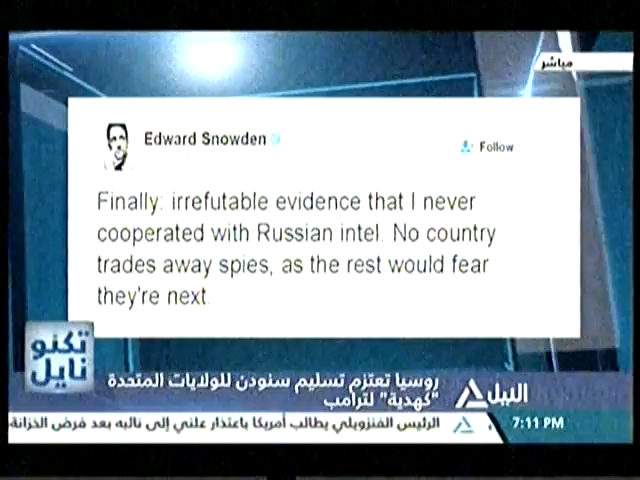 مباشر
Edward Snowden
Follow
Finally: irrefutable evidence that I never
cooperated with Russian intel. No country
trades away spies, as the rest would fear
they're next.
تكنو
نايل
روسيا تعتزم تسليم سنودن للولايات المتحدة
"كهدية" لترامب
النيل
الرئيس الفنزويلي يطالب أمريكا باعتذار علني إلى نائبه بعد فرض الخزانة
7:11 PM